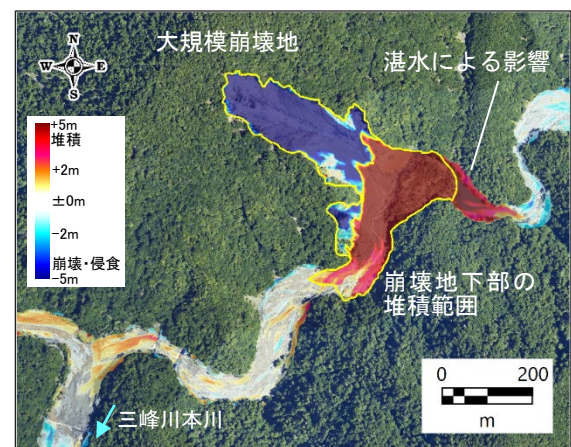 大規模崩壊地
湛水による影響
N
W E
S
+5m
堆積
+2m
±0m
-2m
崩壊・侵食
-5m
崩壊地下部の
堆積範囲
三峰川本川
0 200
m